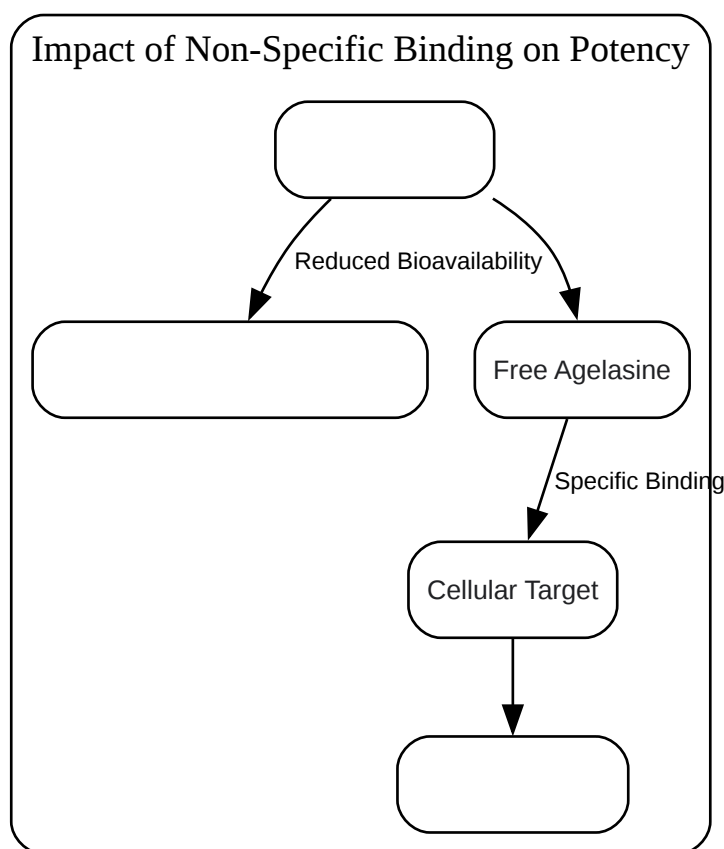 Impact of Non-Specific Binding on Potency
Reduced Bioavailability
Free Agelasine
Specific Binding
Cellular Target